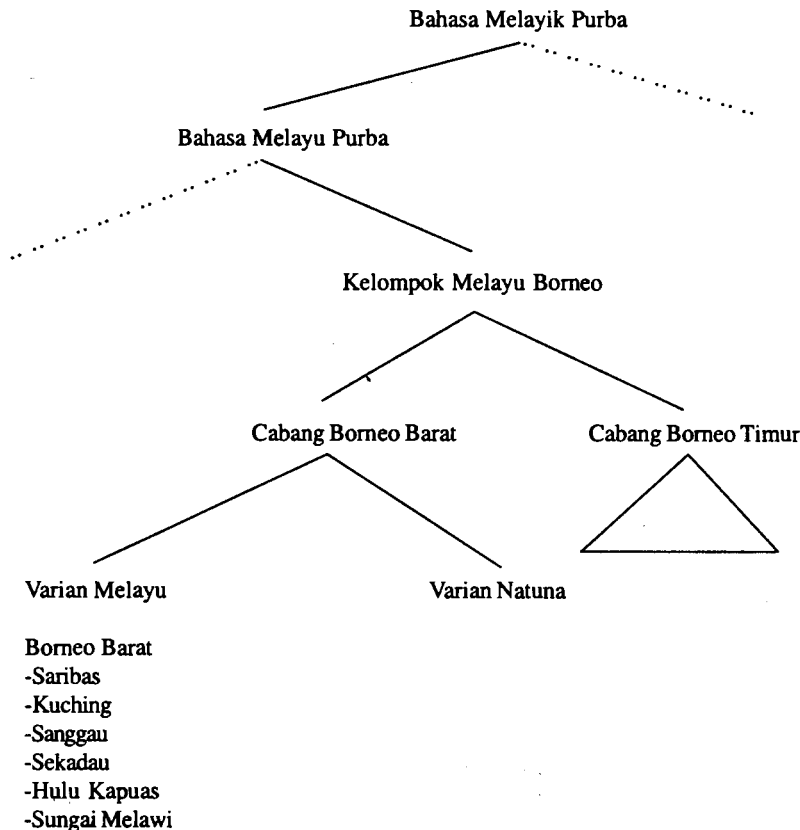 Bahasa Melayik Purba
Bahasa Melayu Purba
Kelompok Melayu Borneo
Cabang Borneo Barat
Cabang Borneo Timur
Varian Melayu
Varian Natuna
Borneo Barat
-Saribas
-Kuching
-Sanggau
-Sekadau
-Hulu Kapuas
-Sungai Melawi